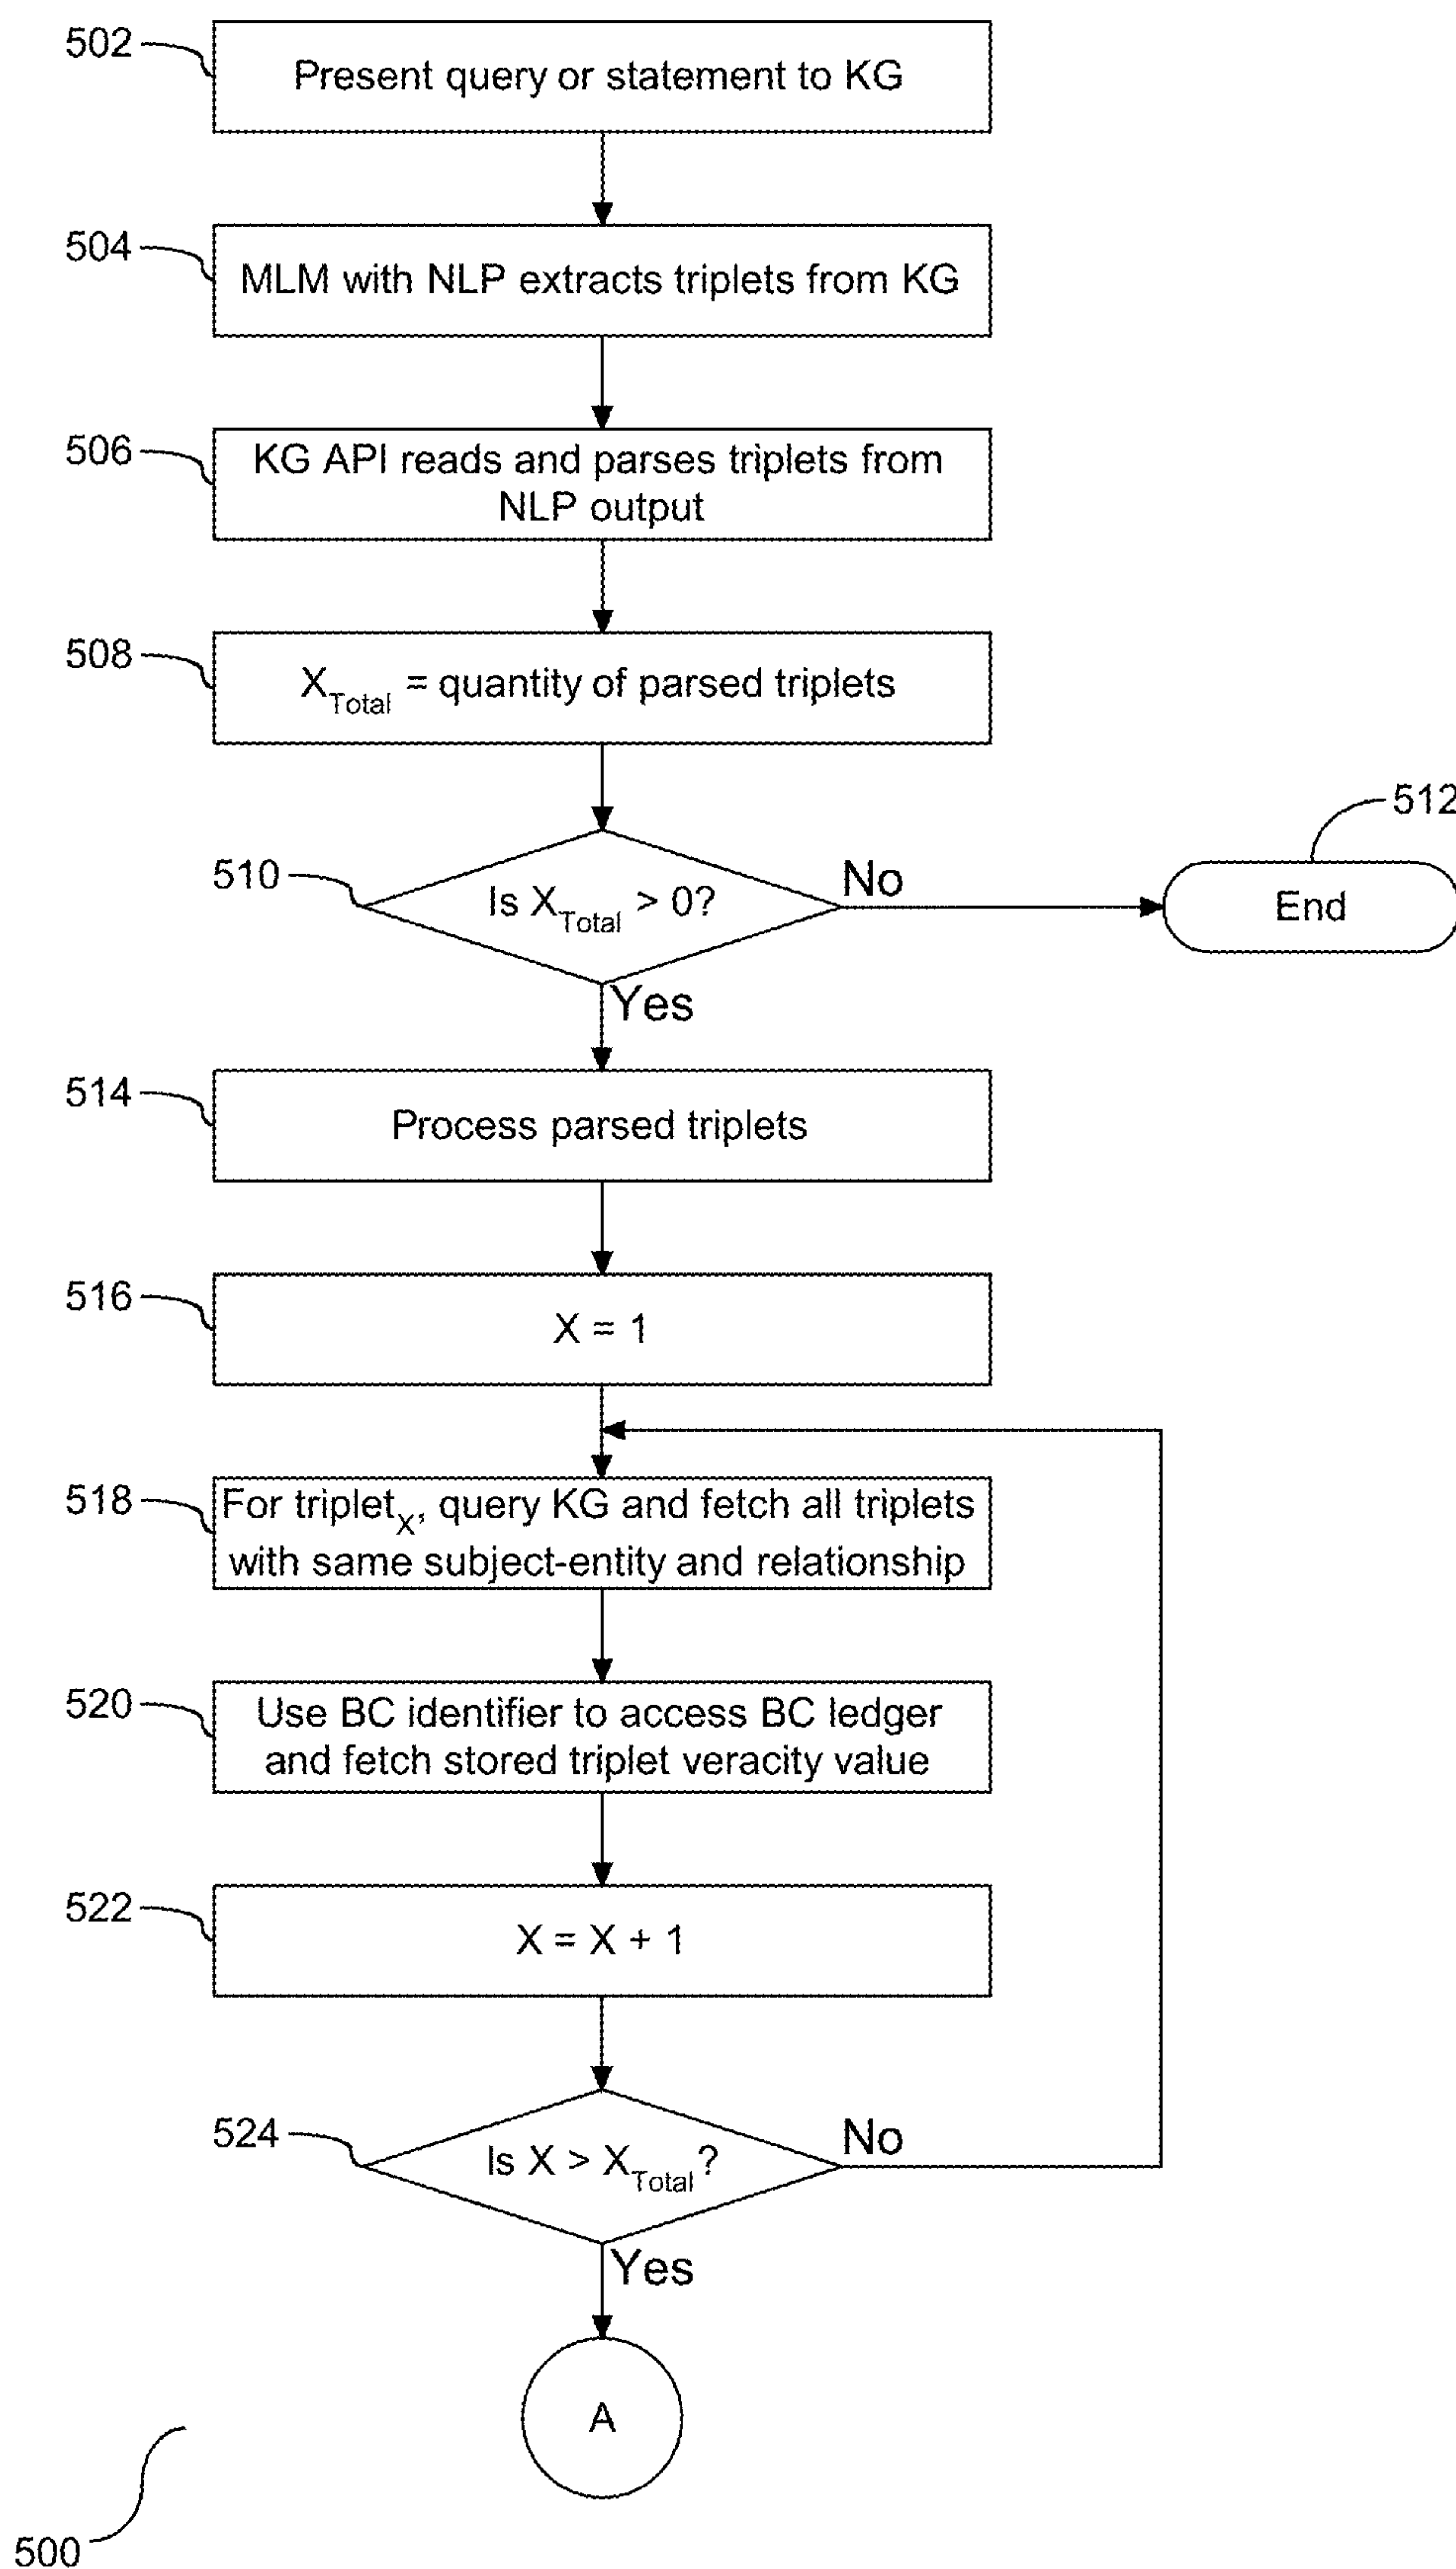 502
Present query or statement to KG
504
MLM with NLP extracts triplets from KG
506
KG API reads and parses triplets from
NLP output
508
X_Total = quantity of parsed triplets
512
510
Is X_Total > 0?
No
End
Yes
514
Process parsed triplets
516
X = 1
518
For triplet_X, query KG and fetch all triplets
with same subject-entity and relationship
520
Use BC identifier to access BC ledger
and fetch stored triplet veracity value
522
X = X + 1
524
Is X > X_Total?
No
Yes
A
500